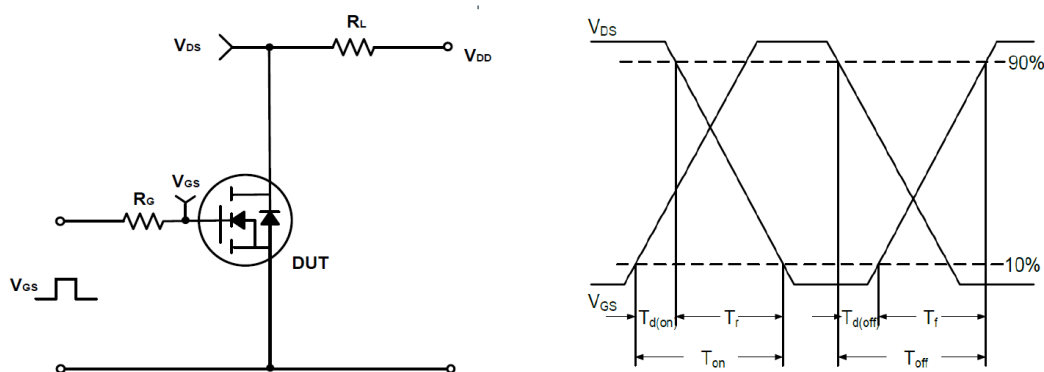 RL
VDS
VDD
VGS
RG
DUT
VGS
VDS
90%
10%
VGS
Td(on)
Tr
Td(off)
Tf
Ton
Toff